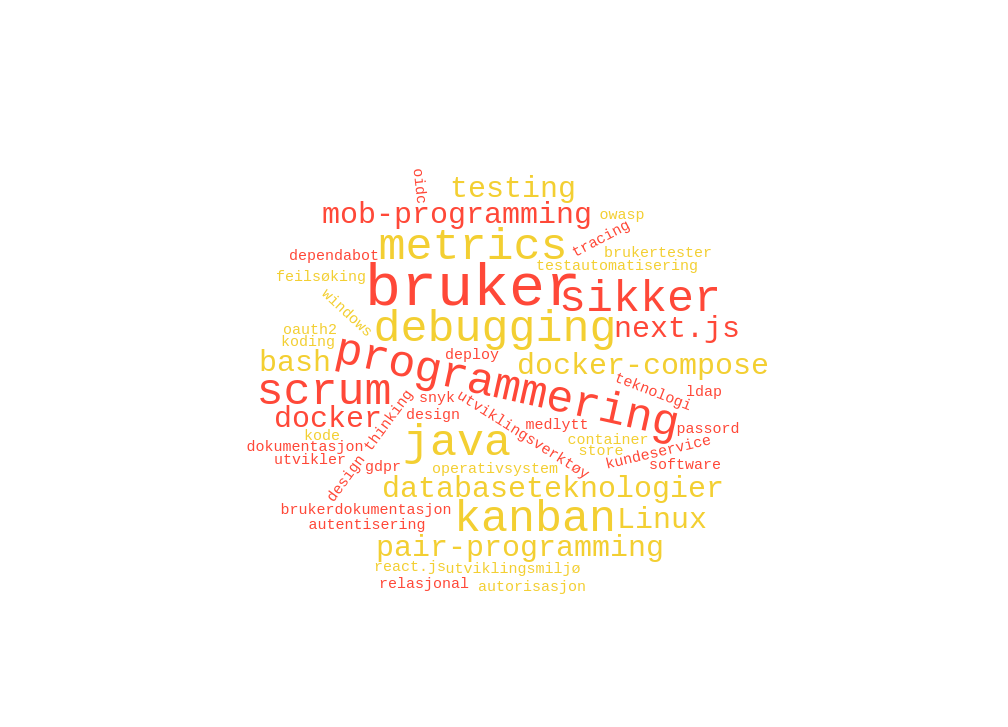 oidc
testing
mob-programming
owasp
tracing
metrics
dependabot
brukertester
testautomatisering
feilsøking
bruker
sikker
windows
debugging
next.js
oauth2
koding
bash
programmering
deploy
docker-compose
scrum
teknologi
ldap
snyk
utviklingsverktøy
docker
design
design thinking
medlytt
passord
java
kode
container
dokumentasjon
store
kundeservice
utvikler
gdpr
operativsystem
software
databaseteknologier
brukerdokumentasjon
kanban
Linux
autentisering
pair-programming
react.js
utviklingsmiljø
relasjonal
autorisasjon